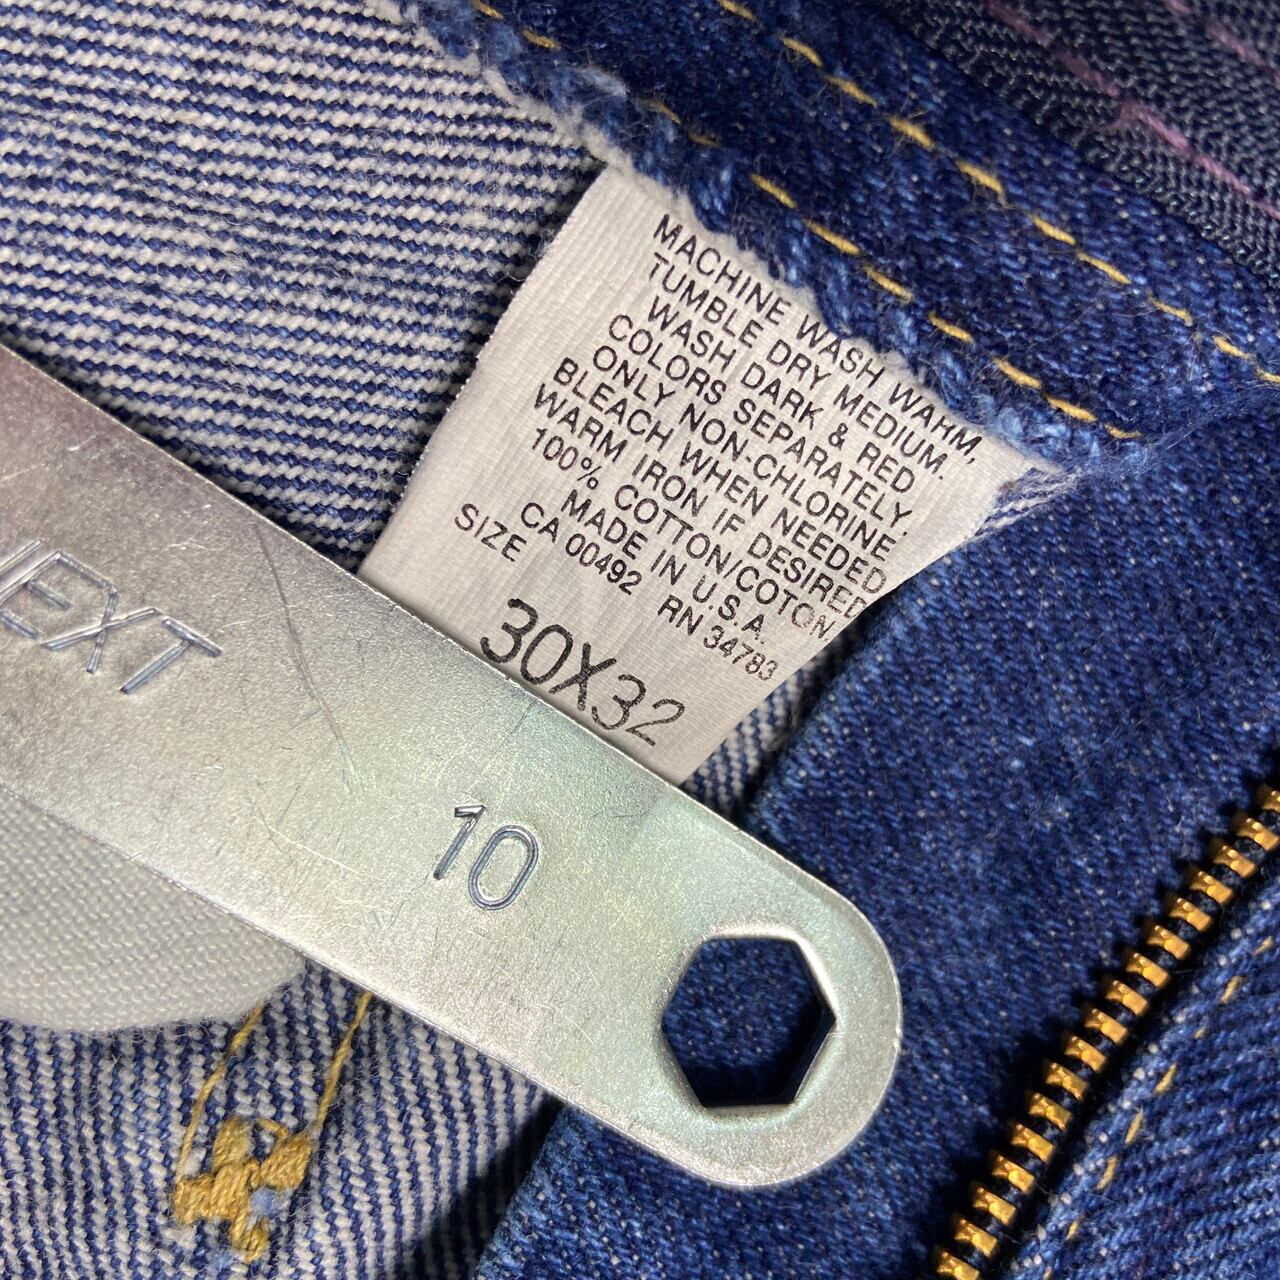 MACHINE WASH WARM,
TUMBLE DRY MEDIUM.
WASH DARK & RED
COLORS SEPARATELY.
ONLY NON-CHLORINE
BLEACH WHEN NEEDED
WARM IRON IF DESIRED
100% COTTON/COTON
MADE IN U.S.A.
CA 00492 RN 34783
SIZE
30X32
EXT
10